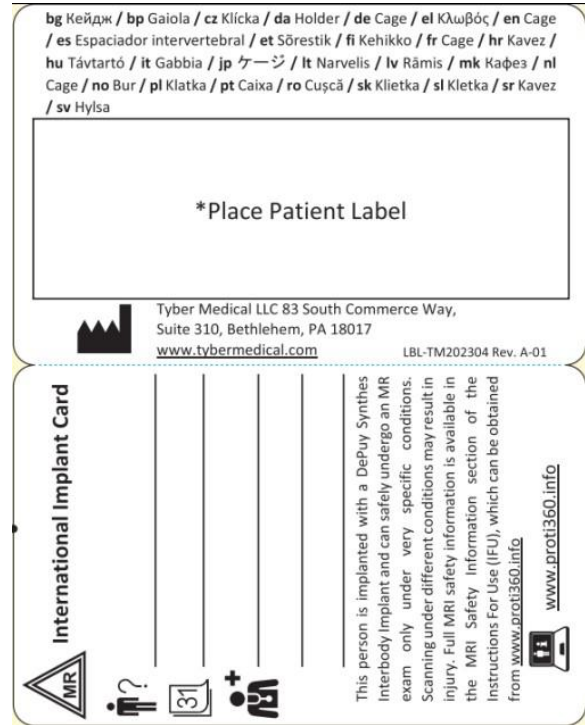 bg Кейдж / bp Gaiola / cz Klícka / da Holder / de Cage / el Κλωβός / en Cage
/ es Espaciador intervertebral / et Sõrestik / fi Kehikko / fr Cage / hr Kavez /
hu Távtartó / it Gabbia / jp ケージ / lt Narvelis / lv Rāmis / mk Кафез / nl
Cage / no Bur / pl Klatka / pt Caixa / ro Cușcă / sk Klietka / sl Kletka / sr Kavez
/ sv Hylsa
*Place Patient Label
Tyber Medical LLC 83 South Commerce Way,
Suite 310, Bethlehem, PA 18017
www.tybermedical.com
LBL-TM202304 Rev. A-01
MR
International Implant Card
?
31
This person is implanted with a DePuy Synthes
Interbody Implant and can safely undergo an MR
exam only under very specific conditions.
Scanning under different conditions may result in
injury. Full MRI safety information is available in
the MRI Safety Information section of the
Instructions For Use (IFU), which can be obtained
from www.proti360.info
www.proti360.info